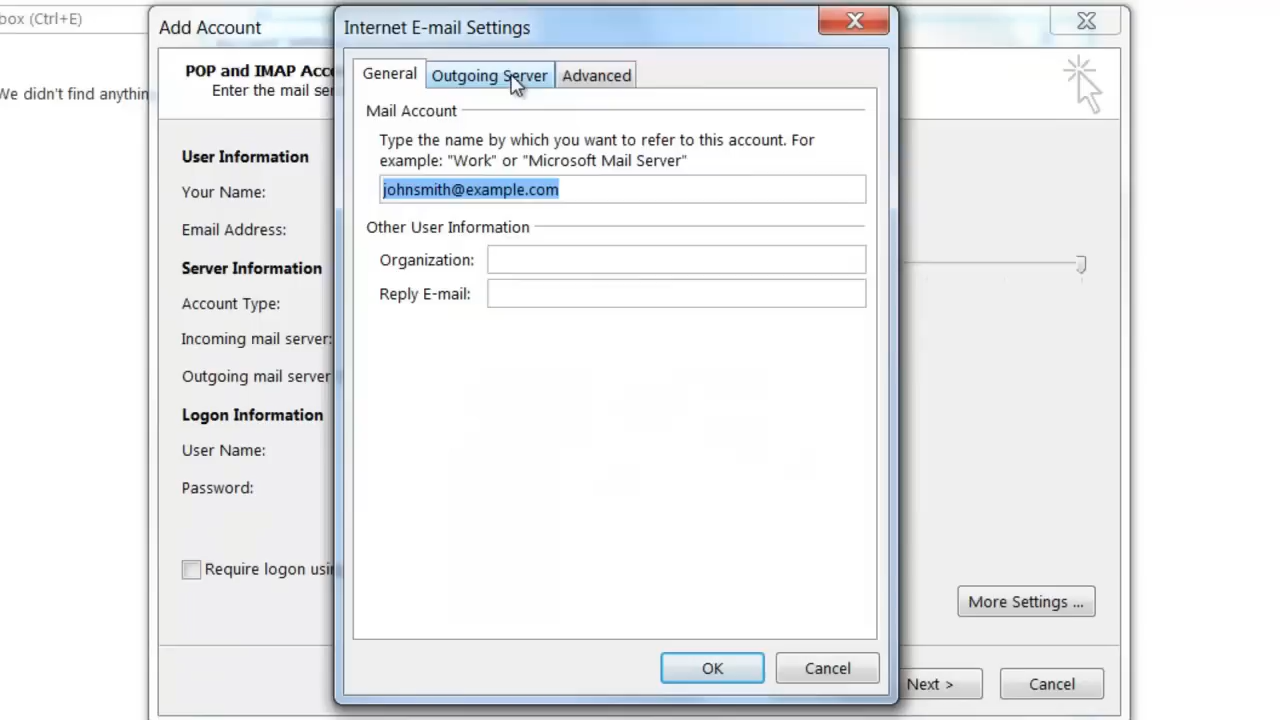 box (Ctrl+E)
We didn't find anythin
Add Account
POP and IMAP Acc
Enter the mail ser
User Information
Your Name:
Email Address:
Server Information
Account Type:
Incoming mail server:
Outgoing mail server
Logon Information
User Name:
Password:
Require logon usin
Internet E-mail Settings
General
Outgoing Server
Advanced
Mail Account
Type the name by which you want to refer to this account. For
example: "Work" or "Microsoft Mail Server"
johnsmith@example.com
Other User Information
Organization:
Reply E-mail:
OK
Cancel
More Settings ...
Next >
Cancel